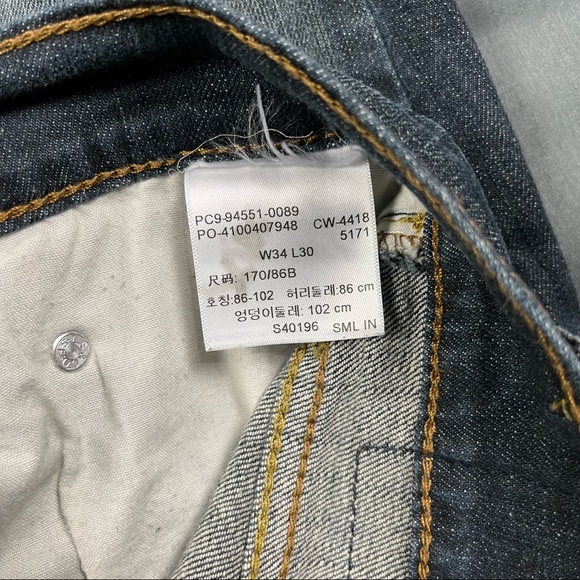 PC9-94551-0089
PO-4100407948 CW-4418
5171
W34 L30
尺码: 170/86B
호칭:86-102 허리둘레:86 cm
엉덩이둘레: 102 cm
S40196 SML IN